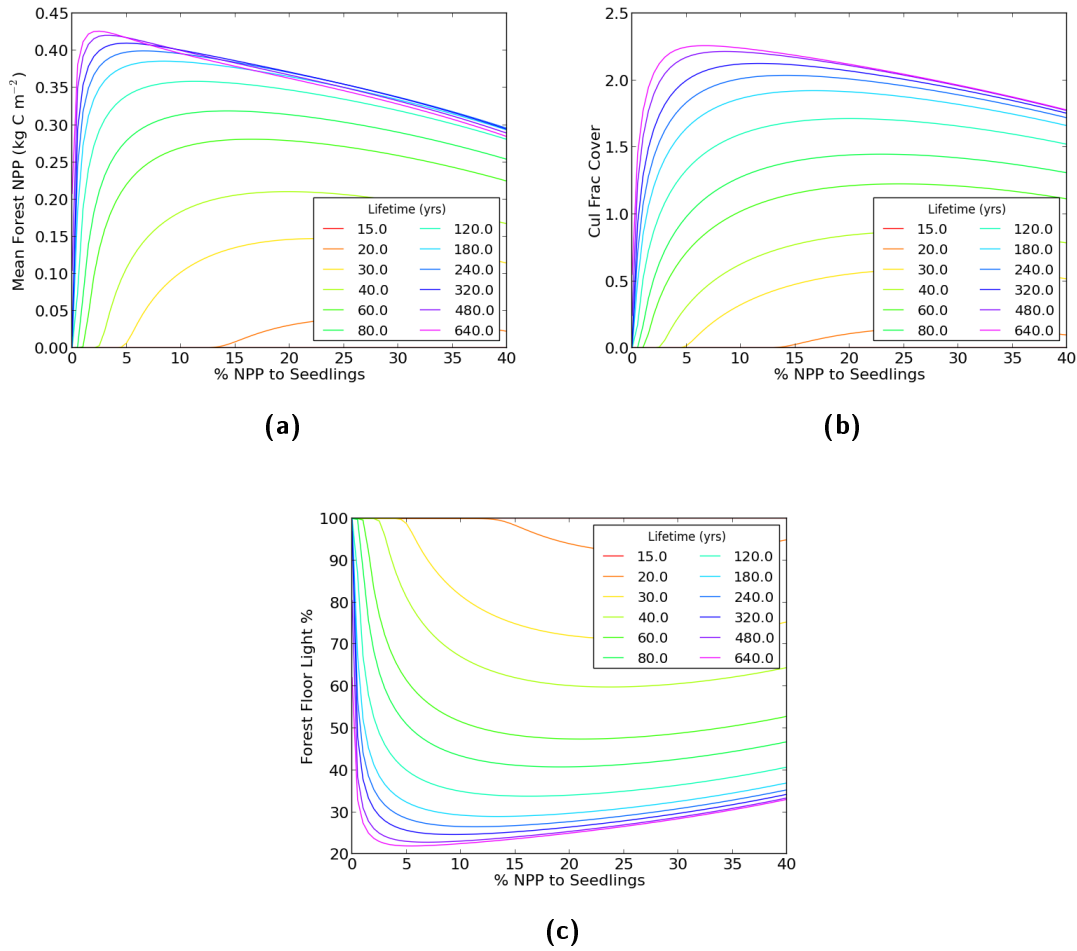 0.45
0.40
0.35
0.30
0.25
0.20
0.15
0.10
0.05
0.00
Mean Forest NPP (kg C m⁻²)
0 5 10 15 20 25 30 35 40
% NPP to Seedlings
Lifetime (yrs)
15.0 120.0
20.0 180.0
30.0 240.0
40.0 320.0
60.0 480.0
80.0 640.0
(a)
2.5
2.0
1.5
1.0
0.5
0.0
Cul Frac Cover
0 5 10 15 20 25 30 35 40
% NPP to Seedlings
Lifetime (yrs)
15.0 120.0
20.0 180.0
30.0 240.0
40.0 320.0
60.0 480.0
80.0 640.0
(b)
100
90
80
70
60
50
40
30
20
Forest Floor Light %
0 5 10 15 20 25 30 35 40
% NPP to Seedlings
Lifetime (yrs)
15.0 120.0
20.0 180.0
30.0 240.0
40.0 320.0
60.0 480.0
80.0 640.0
(c)